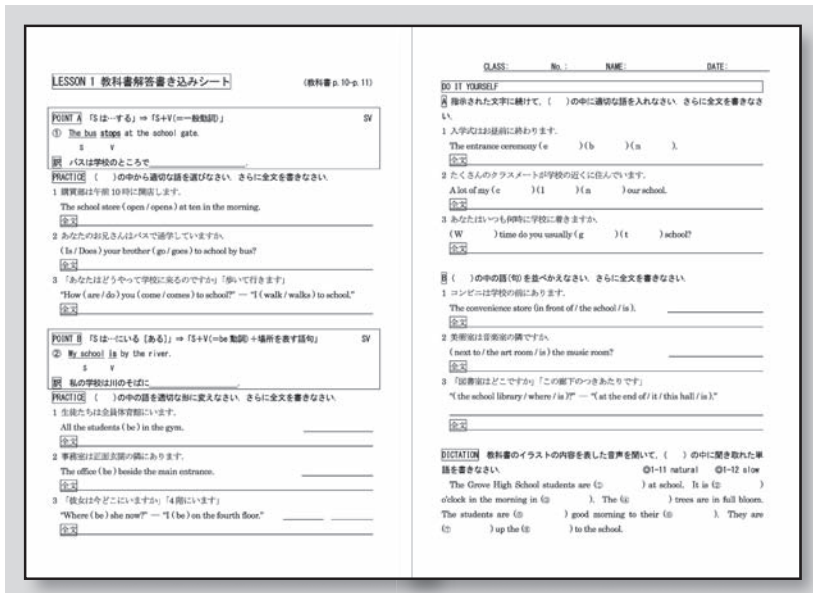 LESSON 1 教科書解答書き込みシート (教科書 p.10-p.11)
POINT A 「Sは…する」⇒「S+V(=一般動詞)」 SV
① The bus stops at the school gate.
S V
訳 バスは学校のところで .
PRACTICE ( )の中から適切な語を選びなさい. さらに全文を書きなさい.
1 購買部は午前10時に開店します.
The school store ( open / opens ) at ten in the morning.
全文
2 あなたのお兄さんはバスで通学していますか.
( Is / Does ) your brother ( go / goes ) to school by bus?
全文
3 「あなたはどうやって学校に来るのですか」「歩いて行きます」
"How ( are / do ) you ( come / comes ) to school?" — "I ( walk / walks ) to school."
全文
POINT B 「Sは…にいる [ある]」⇒「S+V(=be 動詞)+場所を表す語句」 SV
② My school is by the river.
S V
訳 私の学校は川のそばに .
PRACTICE ( )の中の語を適切な形に変えなさい. さらに全文を書きなさい.
1 生徒たちは全員体育館にいます.
All the students ( be ) in the gym.
全文
2 事務室は正面玄関の隣にあります.
The office ( be ) beside the main entrance.
全文
3 「彼女は今どこにいますか」「4階にいます」
"Where ( be ) she now?" — "I ( be ) on the fourth floor."
全文
CLASS: No.: NAME: DATE:
DO IT YOURSELF
A 指示された文字に続けて, ( )の中に適切な語を入れなさい. さらに全文を書きなさ
い.
1 入学式はお昼前に終わります.
The entrance ceremony ( e )( b )( n ).
全文
2 たくさんのクラスメートが学校の近くに住んでいます.
A lot of my ( c )( l )( n ) our school.
全文
3 あなたはいつも何時に学校に着きますか.
( W ) time do you usually ( g )( t ) school?
全文
B ( )の中の語(句)を並べかえなさい. さらに全文を書きなさい.
1 コンビニは学校の前にあります.
The convenience store (in front of / the school / is ).
全文
2 美術室は音楽室の隣ですか.
( next to / the art room / is ) the music room?
全文
3 「図書室はどこですか」「この廊下のつきあたりです」
"( the school library / where / is )?" — "( at the end of / it / this hall / is )."
全文
DICTATION 教科書のイラストの内容を表した音声を聞いて, ( )の中に聞き取れた単
語を書きなさい. ◎1-11 natural ◎1-12 slow
The Grove High School students are (① ) at school. It is (② )
o'clock in the morning in (③ ). The (④ ) trees are in full bloom.
The students are (⑤ ) good morning to their (⑥ ). They are
(⑦ ) up the (⑧ ) to the school.